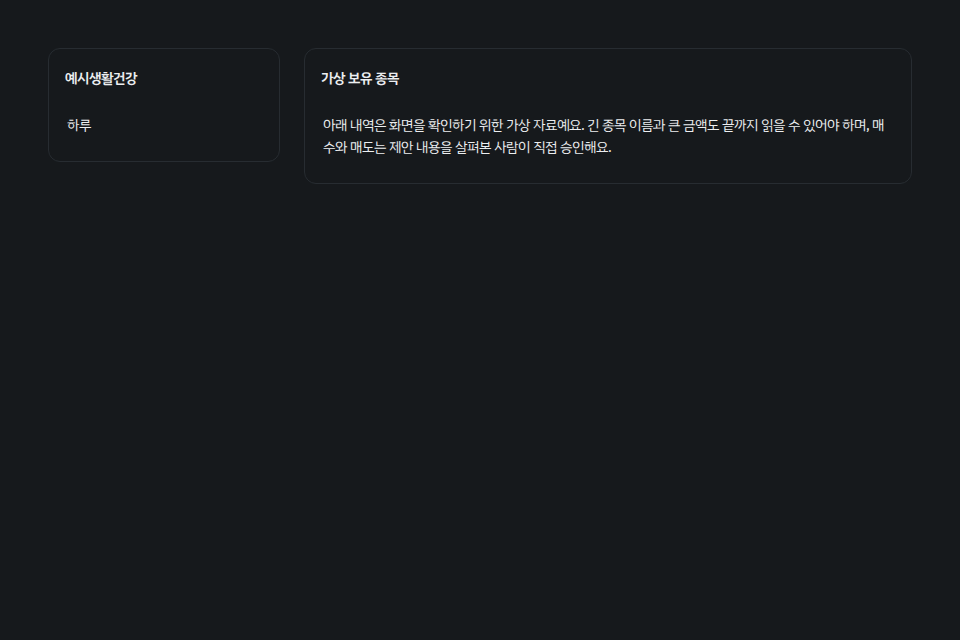 예시생활건강
하루
가상 보유 종목
아래 내역은 화면을 확인하기 위한 가상 자료예요. 긴 종목 이름과 큰 금액도 끝까지 읽을 수 있어야 하며, 매
수와 매도는 제안 내용을 살펴본 사람이 직접 승인해요.